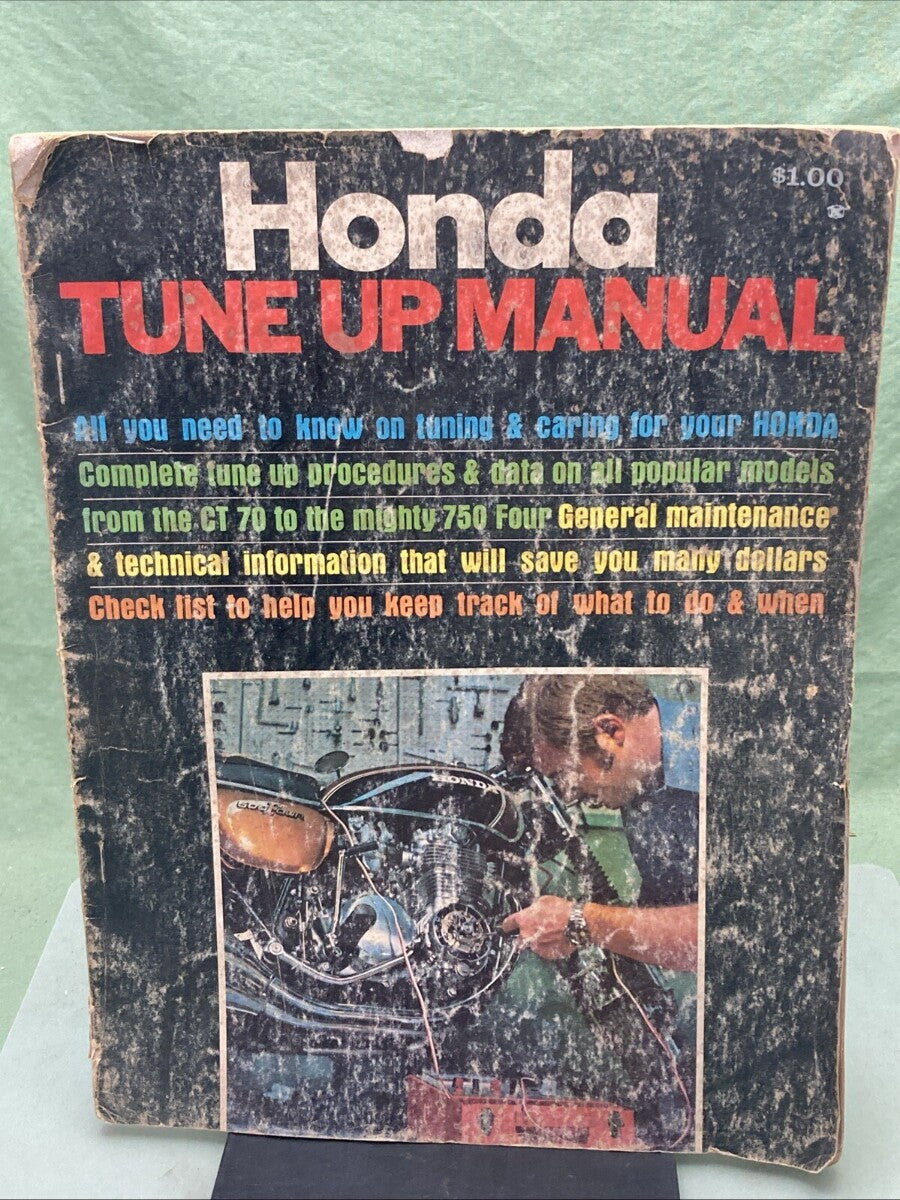 $1.00
Honda
TUNE UP MANUAL
All you need to know on tuning & caring for your HONDA
Complete tune up procedures & data on all popular models
from the CT 70 to the mighty 750 Four General maintenance
& technical information that will save you many dollars
Check list to help you keep track of what to do & when
HONDA